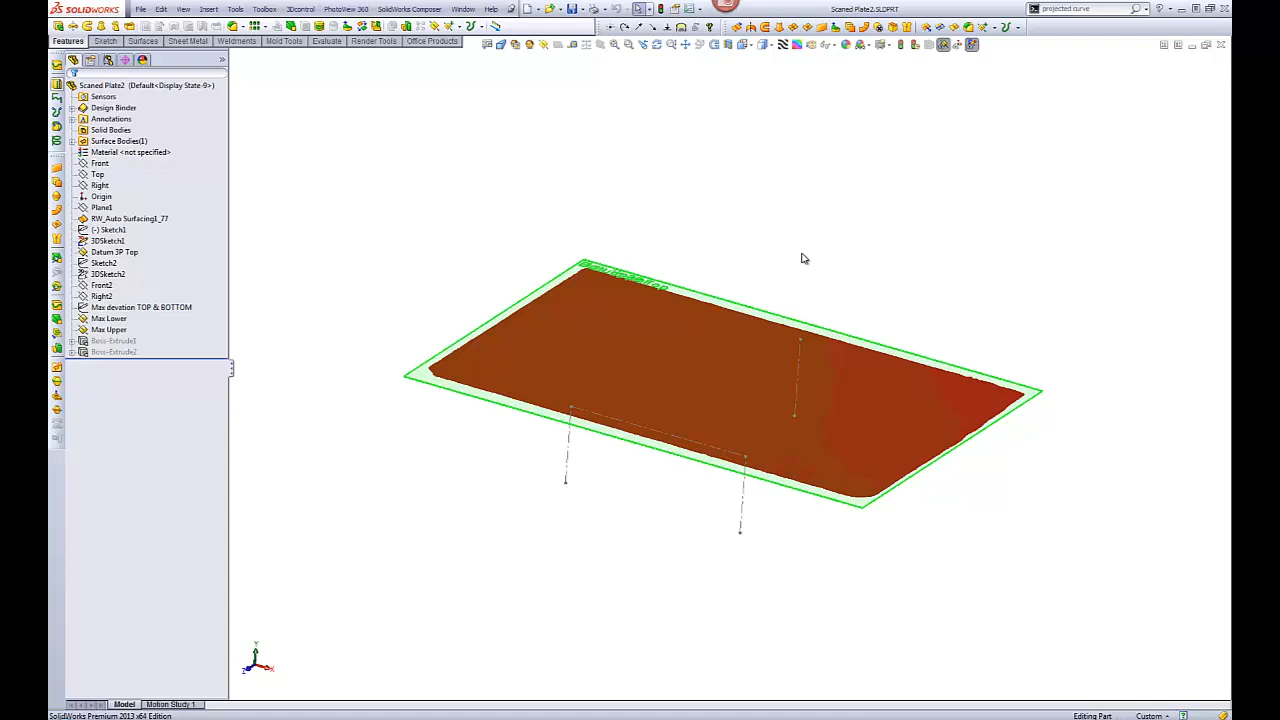 SOLIDWORKS File Edit View Insert Tools Toolbox 3Dcontrol PhotoView 360 SolidWorks Composer Window Help Scaned Plate2.SLDPRT projected curve
Features Sketch Surfaces Sheet Metal Weldments Mold Tools Evaluate Render Tools Office Products
Scaned Plate2 (Default<Display State-9>)
Sensors
Design Binder
Annotations
Solid Bodies
Surface Bodies(1)
Material <not specified>
Front
Top
Right
Origin
Plane1
RW_Auto Surfacing1_77
(-) Sketch1
3DSketch1
Datum 3P Top
Sketch2
3DSketch2
Front2
Right2
Max devation TOP & BOTTOM
Max Lower
Max Upper
Boss-Extrude1
Boss-Extrude2
Y
Z
X
Model Motion Study 1
SolidWorks Premium 2013 x64 Edition Editing Part Custom